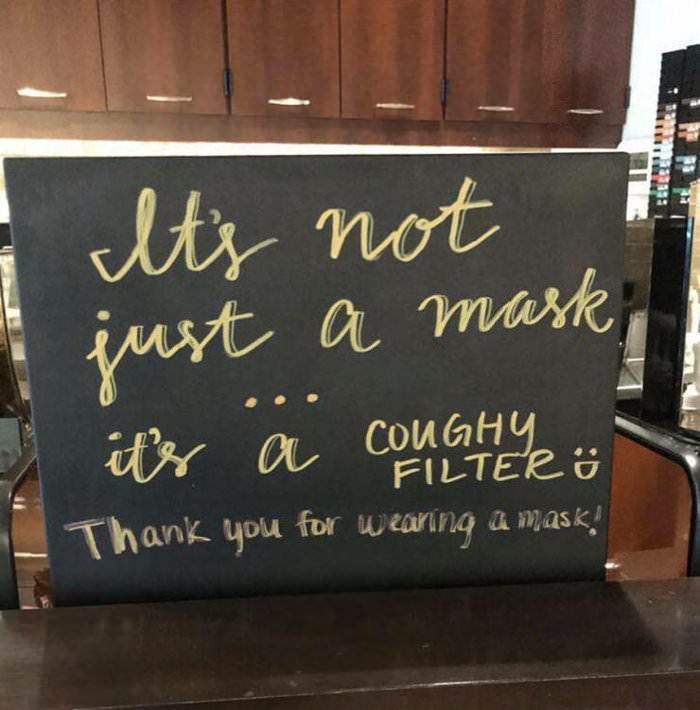 It's not
just a mask
...
it's a COUGHY
FILTER Ü
Thank you for wearing a mask!